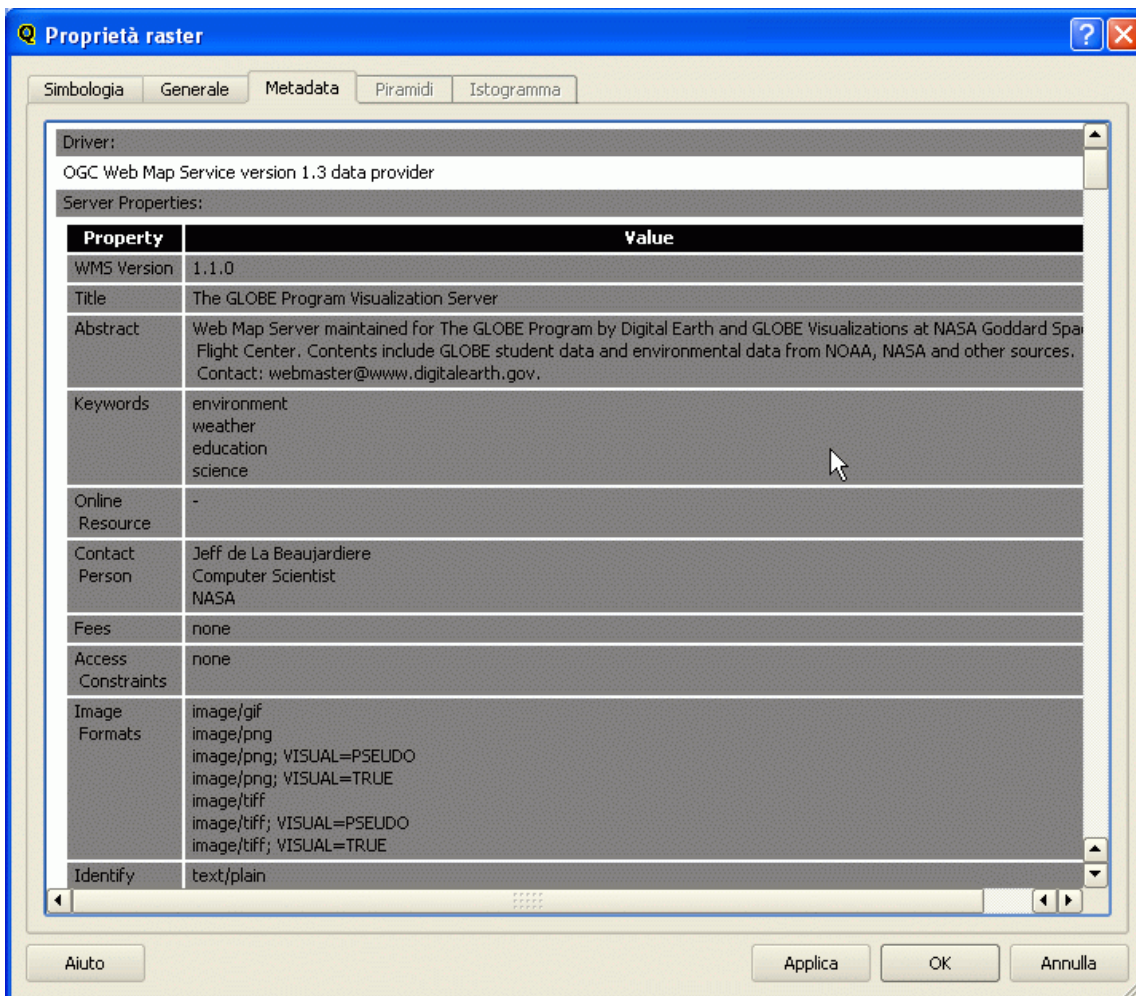 Proprietà raster
Simbologia Generale Metadata Piramidi Istogramma
Driver:
OGC Web Map Service version 1.3 data provider
Server Properties:
Property Value
WMS Version 1.1.0
Title The GLOBE Program Visualization Server
Abstract Web Map Server maintained for The GLOBE Program by Digital Earth and GLOBE Visualizations at NASA Goddard Spa
Flight Center. Contents include GLOBE student data and environmental data from NOAA, NASA and other sources.
Contact: webmaster@www.digitalearth.gov.
Keywords environment
weather
education
science
Online -
Resource
Contact Jeff de La Beaujardiere
Person Computer Scientist
NASA
Fees none
Access none
Constraints
Image image/gif
Formats image/png
image/png; VISUAL=PSEUDO
image/png; VISUAL=TRUE
image/tiff
image/tiff; VISUAL=PSEUDO
image/tiff; VISUAL=TRUE
Identify text/plain
Aiuto Applica OK Annulla